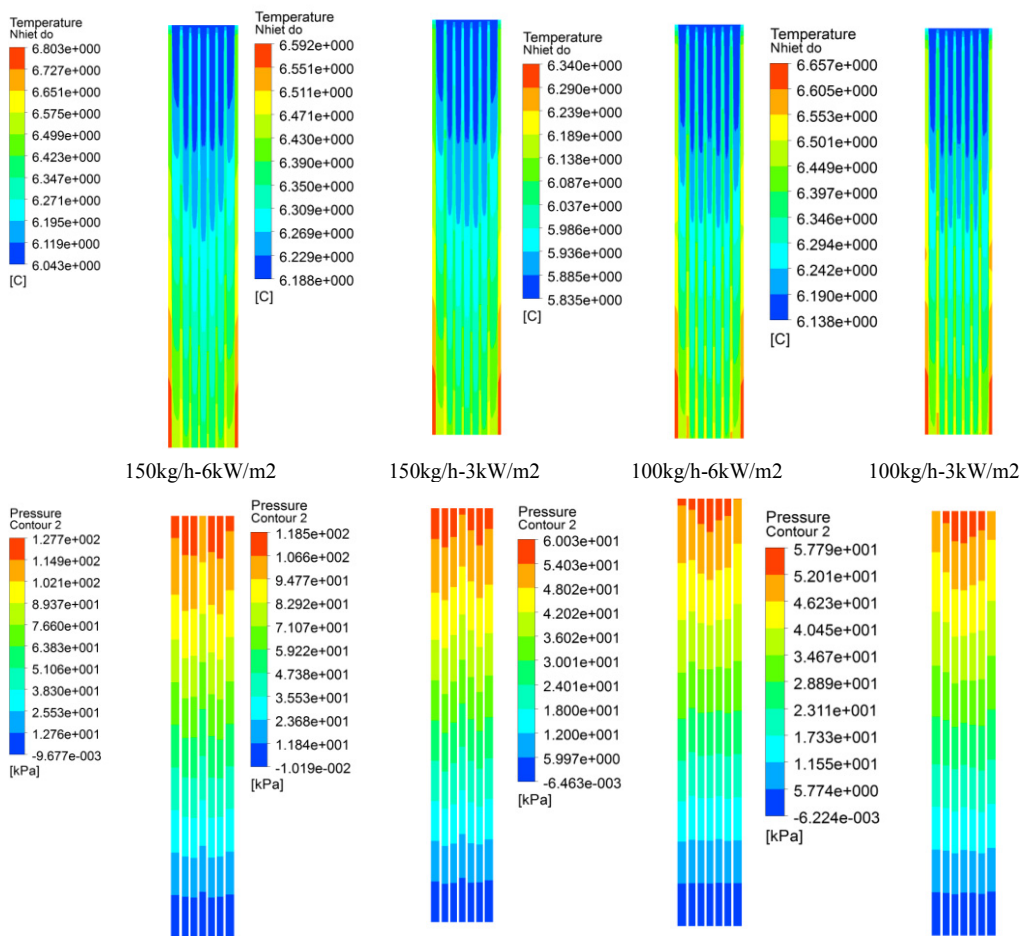 Temperature
Nhiet do
6.803e+000
6.727e+000
6.651e+000
6.575e+000
6.499e+000
6.423e+000
6.347e+000
6.271e+000
6.195e+000
6.119e+000
6.043e+000
[C]
Temperature
Nhiet do
6.592e+000
6.551e+000
6.511e+000
6.471e+000
6.430e+000
6.390e+000
6.350e+000
6.309e+000
6.269e+000
6.229e+000
6.188e+000
[C]
Temperature
Nhiet do
6.340e+000
6.290e+000
6.239e+000
6.189e+000
6.138e+000
6.087e+000
6.037e+000
5.986e+000
5.936e+000
5.885e+000
5.835e+000
[C]
Temperature
Nhiet do
6.657e+000
6.605e+000
6.553e+000
6.501e+000
6.449e+000
6.397e+000
6.346e+000
6.294e+000
6.242e+000
6.190e+000
6.138e+000
[C]
150kg/h-6kW/m2
150kg/h-3kW/m2
100kg/h-6kW/m2
100kg/h-3kW/m2
Pressure
Contour 2
1.277e+002
1.149e+002
1.021e+002
8.937e+001
7.660e+001
6.383e+001
5.106e+001
3.830e+001
2.553e+001
1.276e+001
-9.677e-003
[kPa]
Pressure
Contour 2
1.185e+002
1.066e+002
9.477e+001
8.292e+001
7.107e+001
5.922e+001
4.738e+001
3.553e+001
2.368e+001
1.184e+001
-1.019e-002
[kPa]
Pressure
Contour 2
6.003e+001
5.403e+001
4.802e+001
4.202e+001
3.602e+001
3.001e+001
2.401e+001
1.800e+001
1.200e+001
5.997e+000
-6.463e-003
[kPa]
Pressure
Contour 2
5.779e+001
5.201e+001
4.623e+001
4.045e+001
3.467e+001
2.889e+001
2.311e+001
1.733e+001
1.155e+001
5.774e+000
-6.224e-003
[kPa]